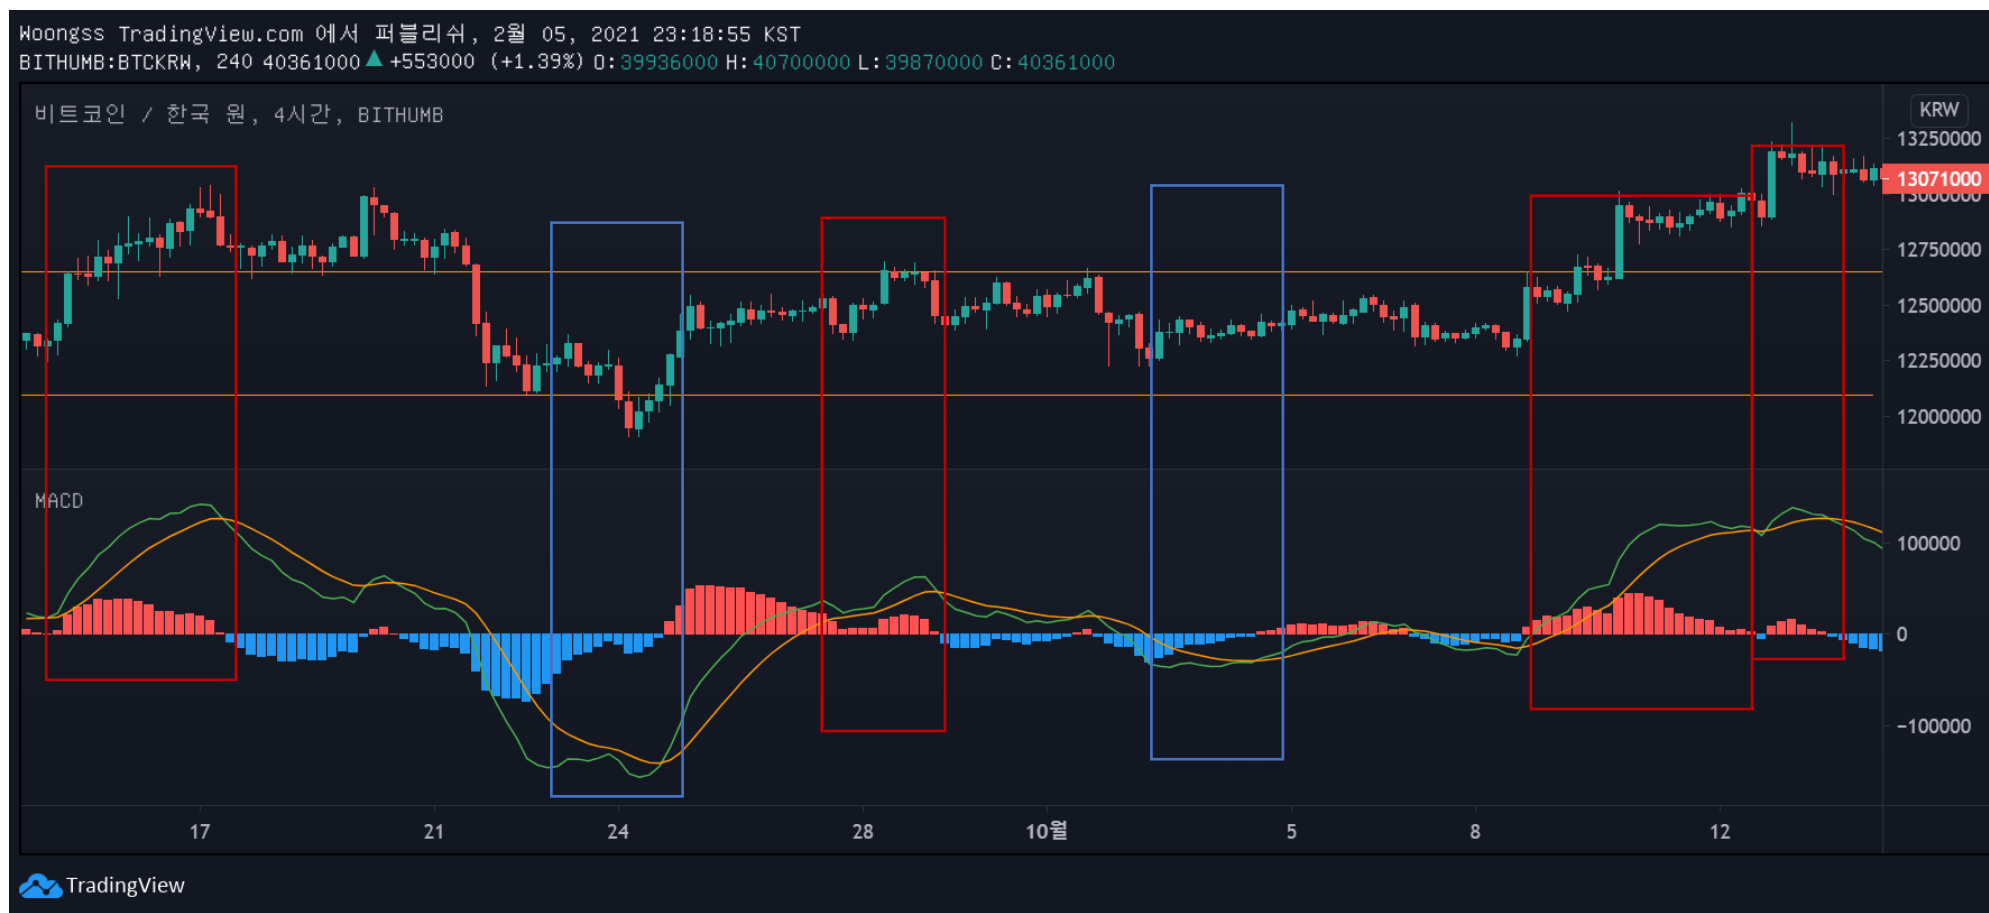 Woongss TradingView.com 에서 퍼블리쉬, 2월 05, 2021 23:18:55 KST
BITHUMB:BTCKRW, 240 40361000▲ +553000 (+1.39%) O:39936000 H:40700000 L:39870000 C:40361000
비트코인 / 한국 원, 4시간, BITHUMB
KRW
13250000
13071000
13000000
12750000
12500000
12250000
12000000
MACD
100000
0
-100000
17 21 24 28 10월 5 8 12
TradingView